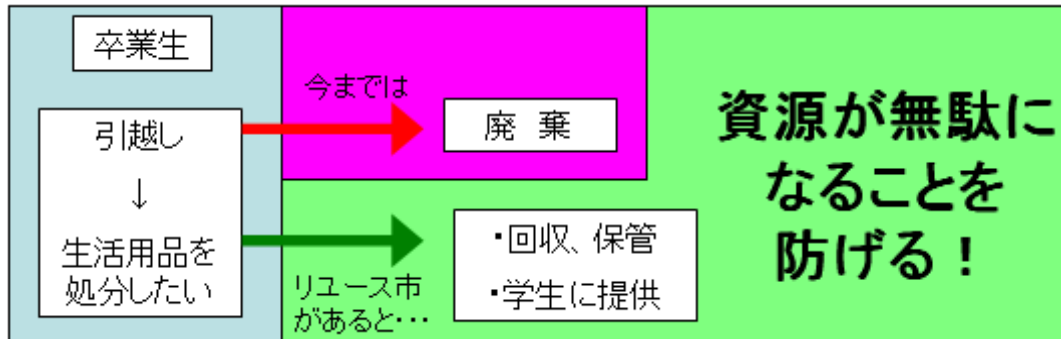 卒業生
引越し
↓
生活用品を
処分したい
今までは
廃 棄
リユース市
があると･･･
・回収、保管
・学生に提供
資源が無駄に
なることを
防げる！